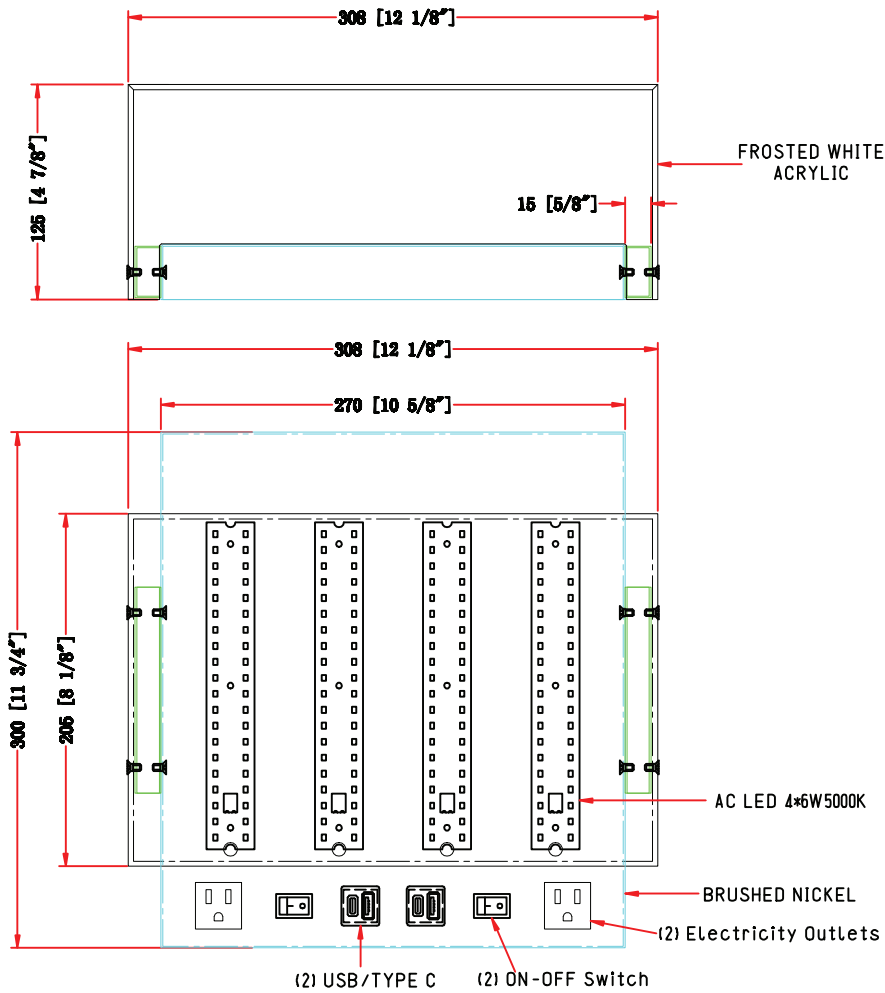 308 [12 1/8"]
FROSTED WHITE
ACRYLIC
125 [4 7/8"]
15 [5/8"]
308 [12 1/8"]
270 [10 5/8"]
300 [11 3/4"]
205 [8 1/8"]
AC LED 4*6W5000K
BRUSHED NICKEL
(2) Electricity Outlets
(2) USB/TYPE C
(2) ON-OFF Switch